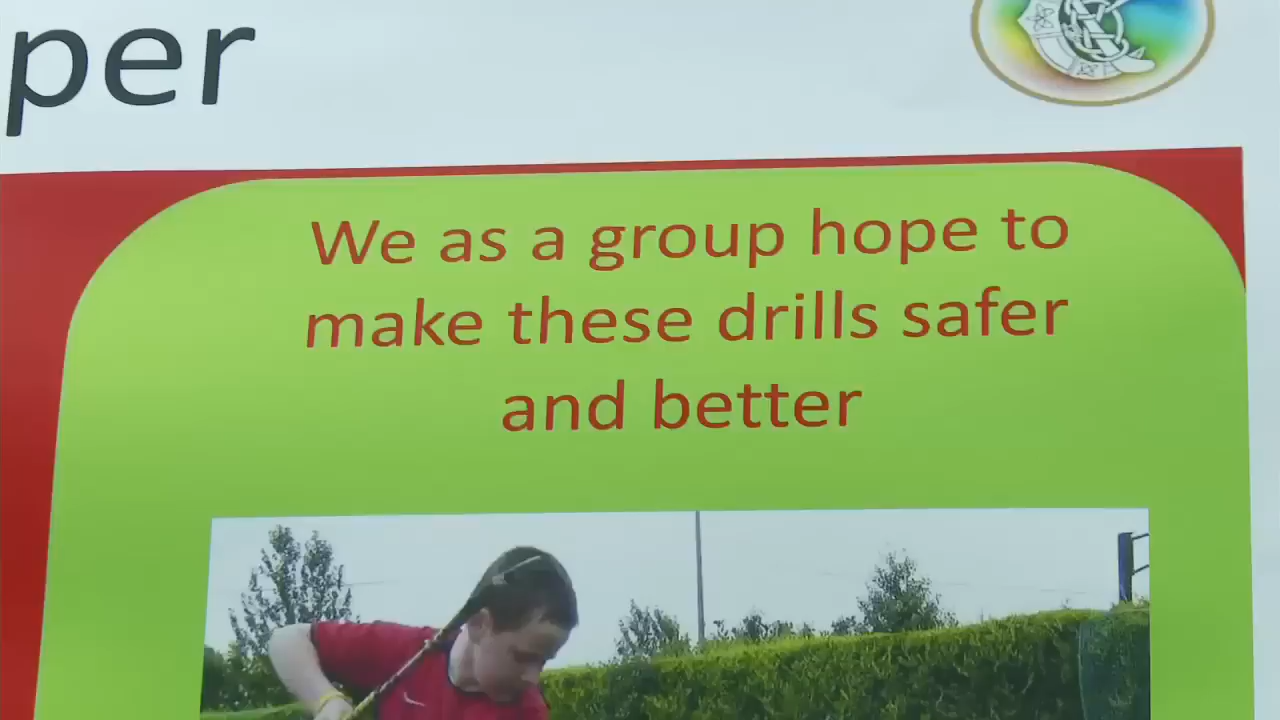 per
We as a group hope to
make these drills safer
and better